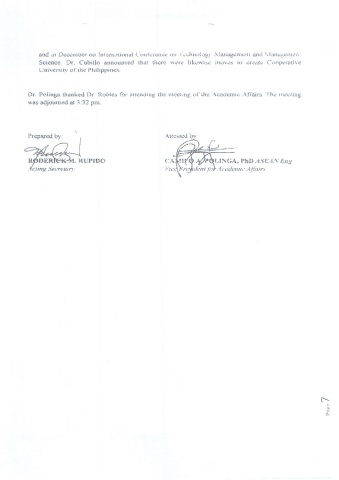 and at December on International Conference on Technology Management and Management
Science. Dr. Cubillo announced that there were likewise moves to create Cooperative
University of the Philippines.
Dr. Polinga thanked Dr. Robles for attending the meeting of the Academic Affairs. The meeting
was adjourned at 3:32 pm.
Prepared by
Attested by
RODERICK M. RUPIDO
CAMILO A. POLINGA, PhD ASEAN Eng
Acting Secretary
Vice President for Academic Affairs
Page 7